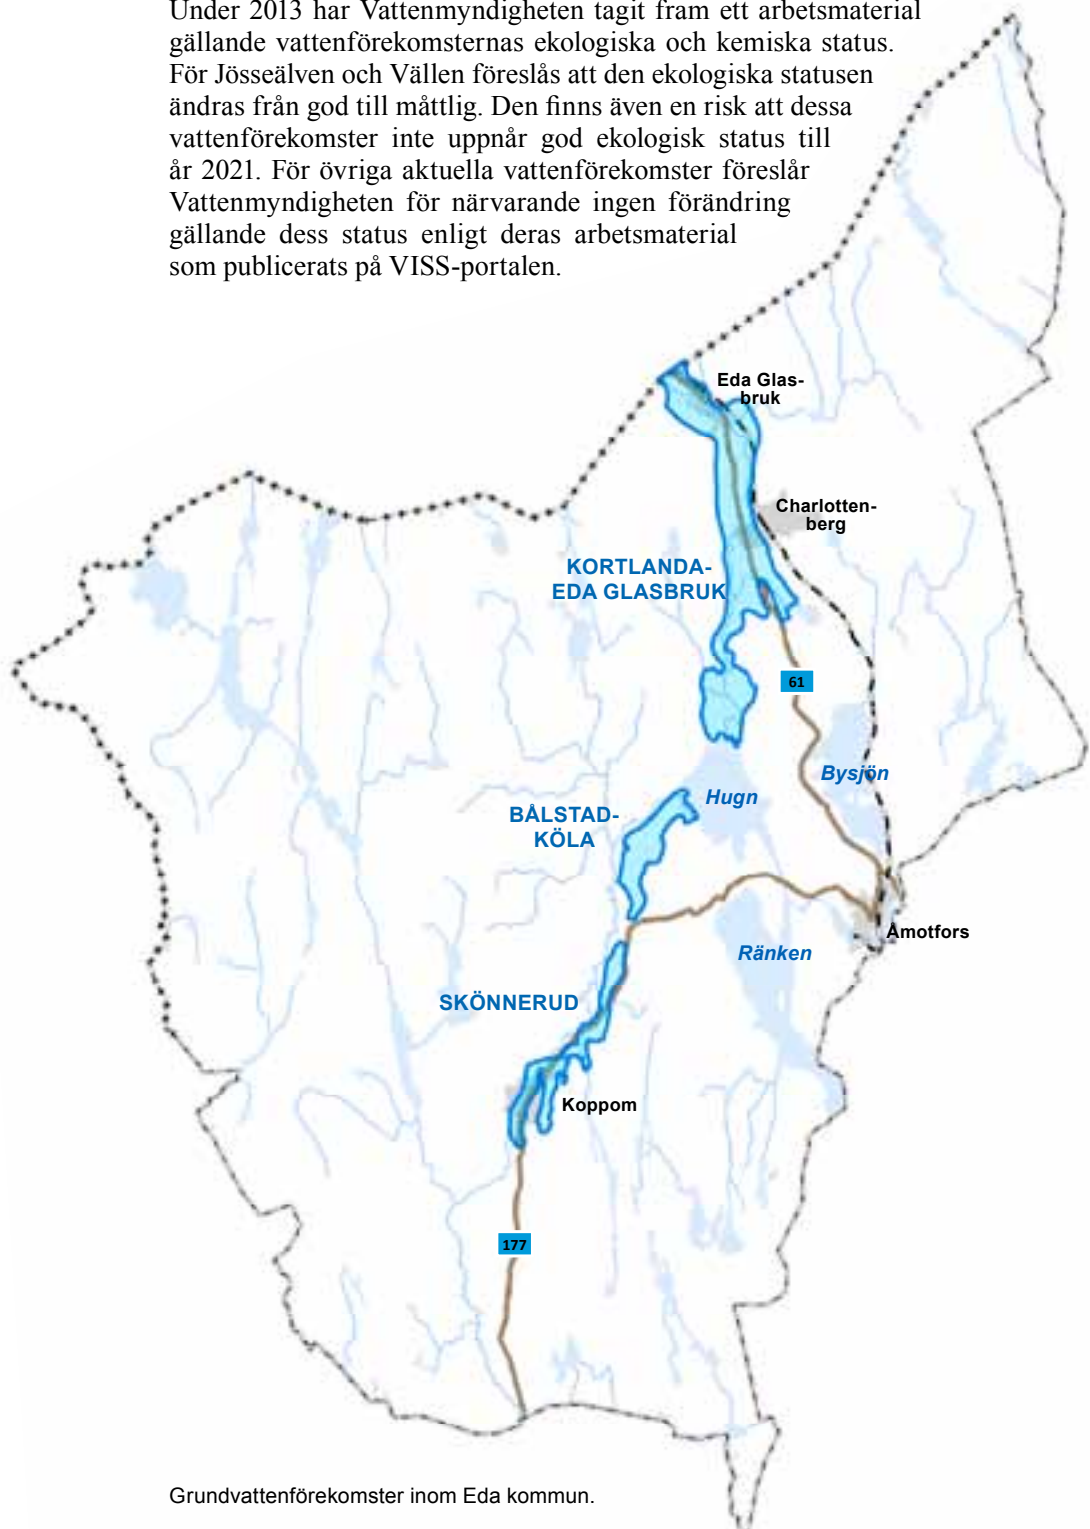 Under 2013 har Vattenmyndigheten tagit fram ett arbetsmaterial
gällande vattenförekomsternas ekologiska och kemiska status.
För Jösseälven och Vällen föreslås att den ekologiska statusen
ändras från god till måttlig. Den finns även en risk att dessa
vattenförekomster inte uppnår god ekologisk status till
år 2021. För övriga aktuella vattenförekomster föreslår
Vattenmyndigheten för närvarande ingen förändring
gällande dess status enligt deras arbetsmaterial
som publicerats på VISS-portalen.
Eda Glas-
bruk
Charlotten-
berg
KORTLANDA-
EDA GLASBRUK
61
Bysjön
Hugn
BÅLSTAD-
KÖLA
Åmotfors
Ränken
SKÖNNERUD
Koppom
177
Grundvattenförekomster inom Eda kommun.